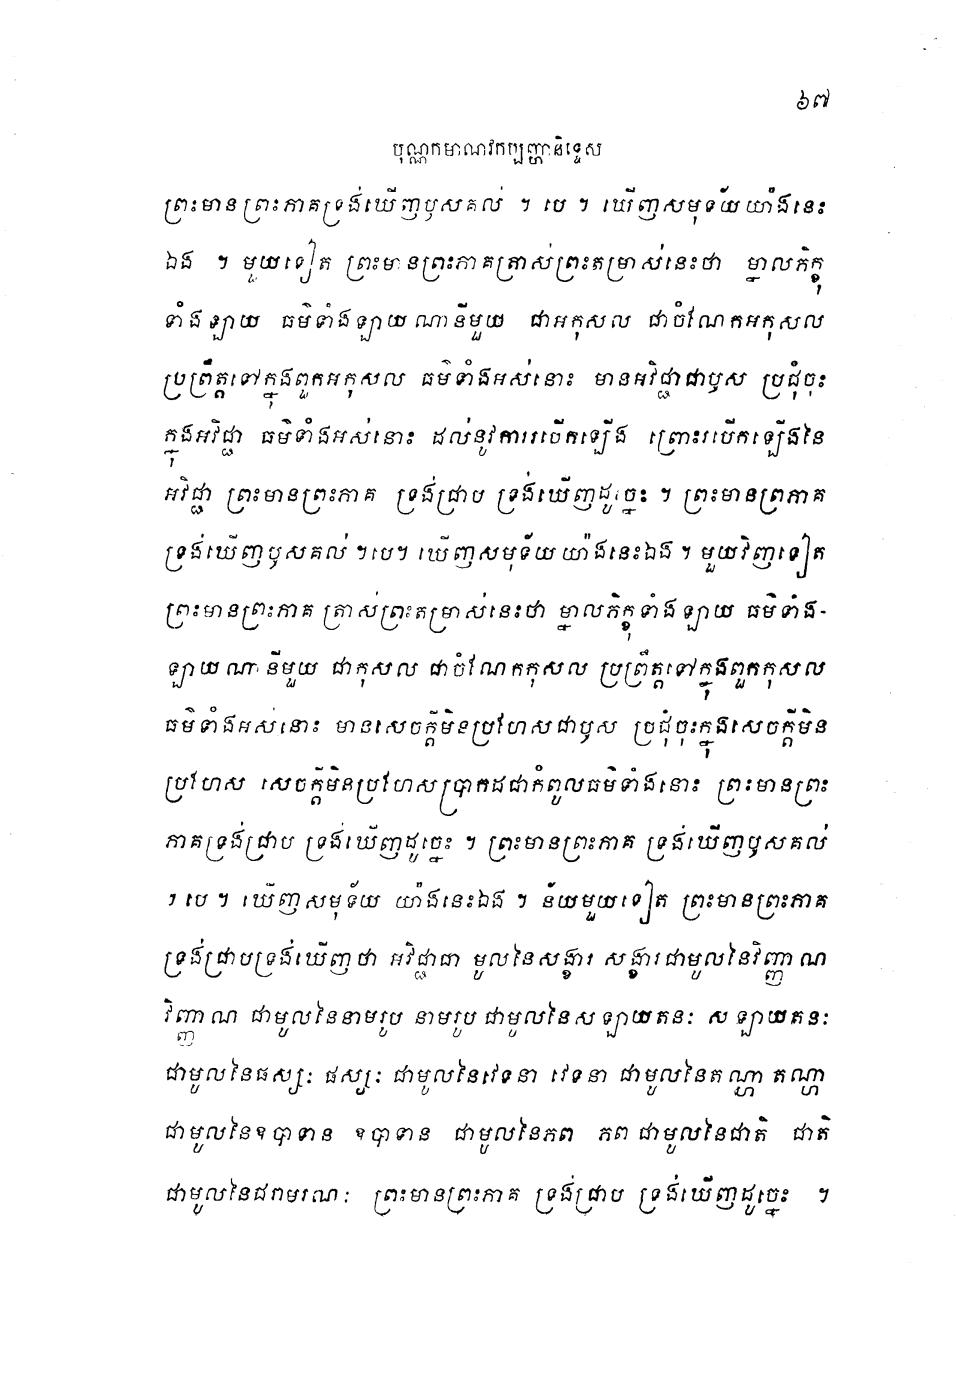 ៦៧
បុណ្ណកមាណវកប្បញ្ហានិទ្ទេស
ព្រះមានព្រះភាគទ្រង់ឃើញឫសគល់ ។ បេ ។ ឃើញសមុទ័យយ៉ាងនេះ
ឯង ។ មួយទៀត ព្រះមានព្រះភាគត្រាស់ព្រះតម្រាស់នេះថា ម្នាលភិក្ខុ
ទាំងឡាយ ធម៌ទាំងឡាយណានីមួយ ជាអកុសល ជាចំណែកអកុសល
ប្រព្រឹត្តទៅក្នុងពួកអកុសល ធម៌ទាំងអស់នោះ មានអវិជ្ជាជាឫស ប្រជុំចុះ
ក្នុងអវិជ្ជា ធម៌ទាំងអស់នោះ ដល់នូវការរបើកឡើង ព្រោះរបើកឡើងនៃ
អវិជ្ជា ព្រះមានព្រះភាគ ទ្រង់ជ្រាប ទ្រង់ឃើញដូច្នេះ ។ ព្រះមានព្រភាគ
ទ្រង់ឃើញឫសគល់ ។បេ។ ឃើញសមុទ័យយ៉ាងនេះឯង ។ មួយវិញទៀត
ព្រះមានព្រះភាគ ត្រាស់ព្រះតម្រាស់នេះថា ម្នាលភិក្ខុទាំងឡាយ ធម៌ទាំង-
ឡាយណានីមួយ ជាកុសល ជាចំណែកកុសល ប្រព្រឹត្តទៅក្នុងពួកកុសល
ធម៌ទាំងអស់នោះ មានសេចក្តីមិនប្រហែសជាឫស ប្រជុំចុះក្នុងសេចក្តីមិន
ប្រហែស សេចក្តីមិនប្រហែសប្រាកដជាកំពូលធម៌ទាំងនោះ ព្រះមានព្រះ
ភាគទ្រង់ជ្រាប ទ្រង់ឃើញដូច្នេះ ។ ព្រះមានព្រះភាគ ទ្រង់ឃើញឫសគល់
។ បេ ។ ឃើញសមុទ័យ យ៉ាងនេះឯង ។ ន័យមួយទៀត ព្រះមានព្រះភាគ
ទ្រង់ជ្រាបទ្រង់ឃើញថា អវិជ្ជាជា មូលនៃសង្ខារ សង្ខារជាមូលនៃវិញ្ញាណ
វិញ្ញាណ ជាមូលនៃនាមរូប នាមរូប ជាមូលនៃសឡាយតនៈ សឡាយតនៈ
ជាមូលនៃផស្សៈ ផស្សៈ ជាមូលនៃវេទនា វេទនា ជាមូលនៃតណ្ហា តណ្ហា
ជាមូលនៃឧបាទាន ឧបាទាន ជាមូលនៃភព ភព ជាមូលនៃជាតិ ជាតិ
ជាមូលនៃជរាមរណៈ ព្រះមានព្រះភាគ ទ្រង់ជ្រាប ទ្រង់ឃើញដូច្នេះ ។